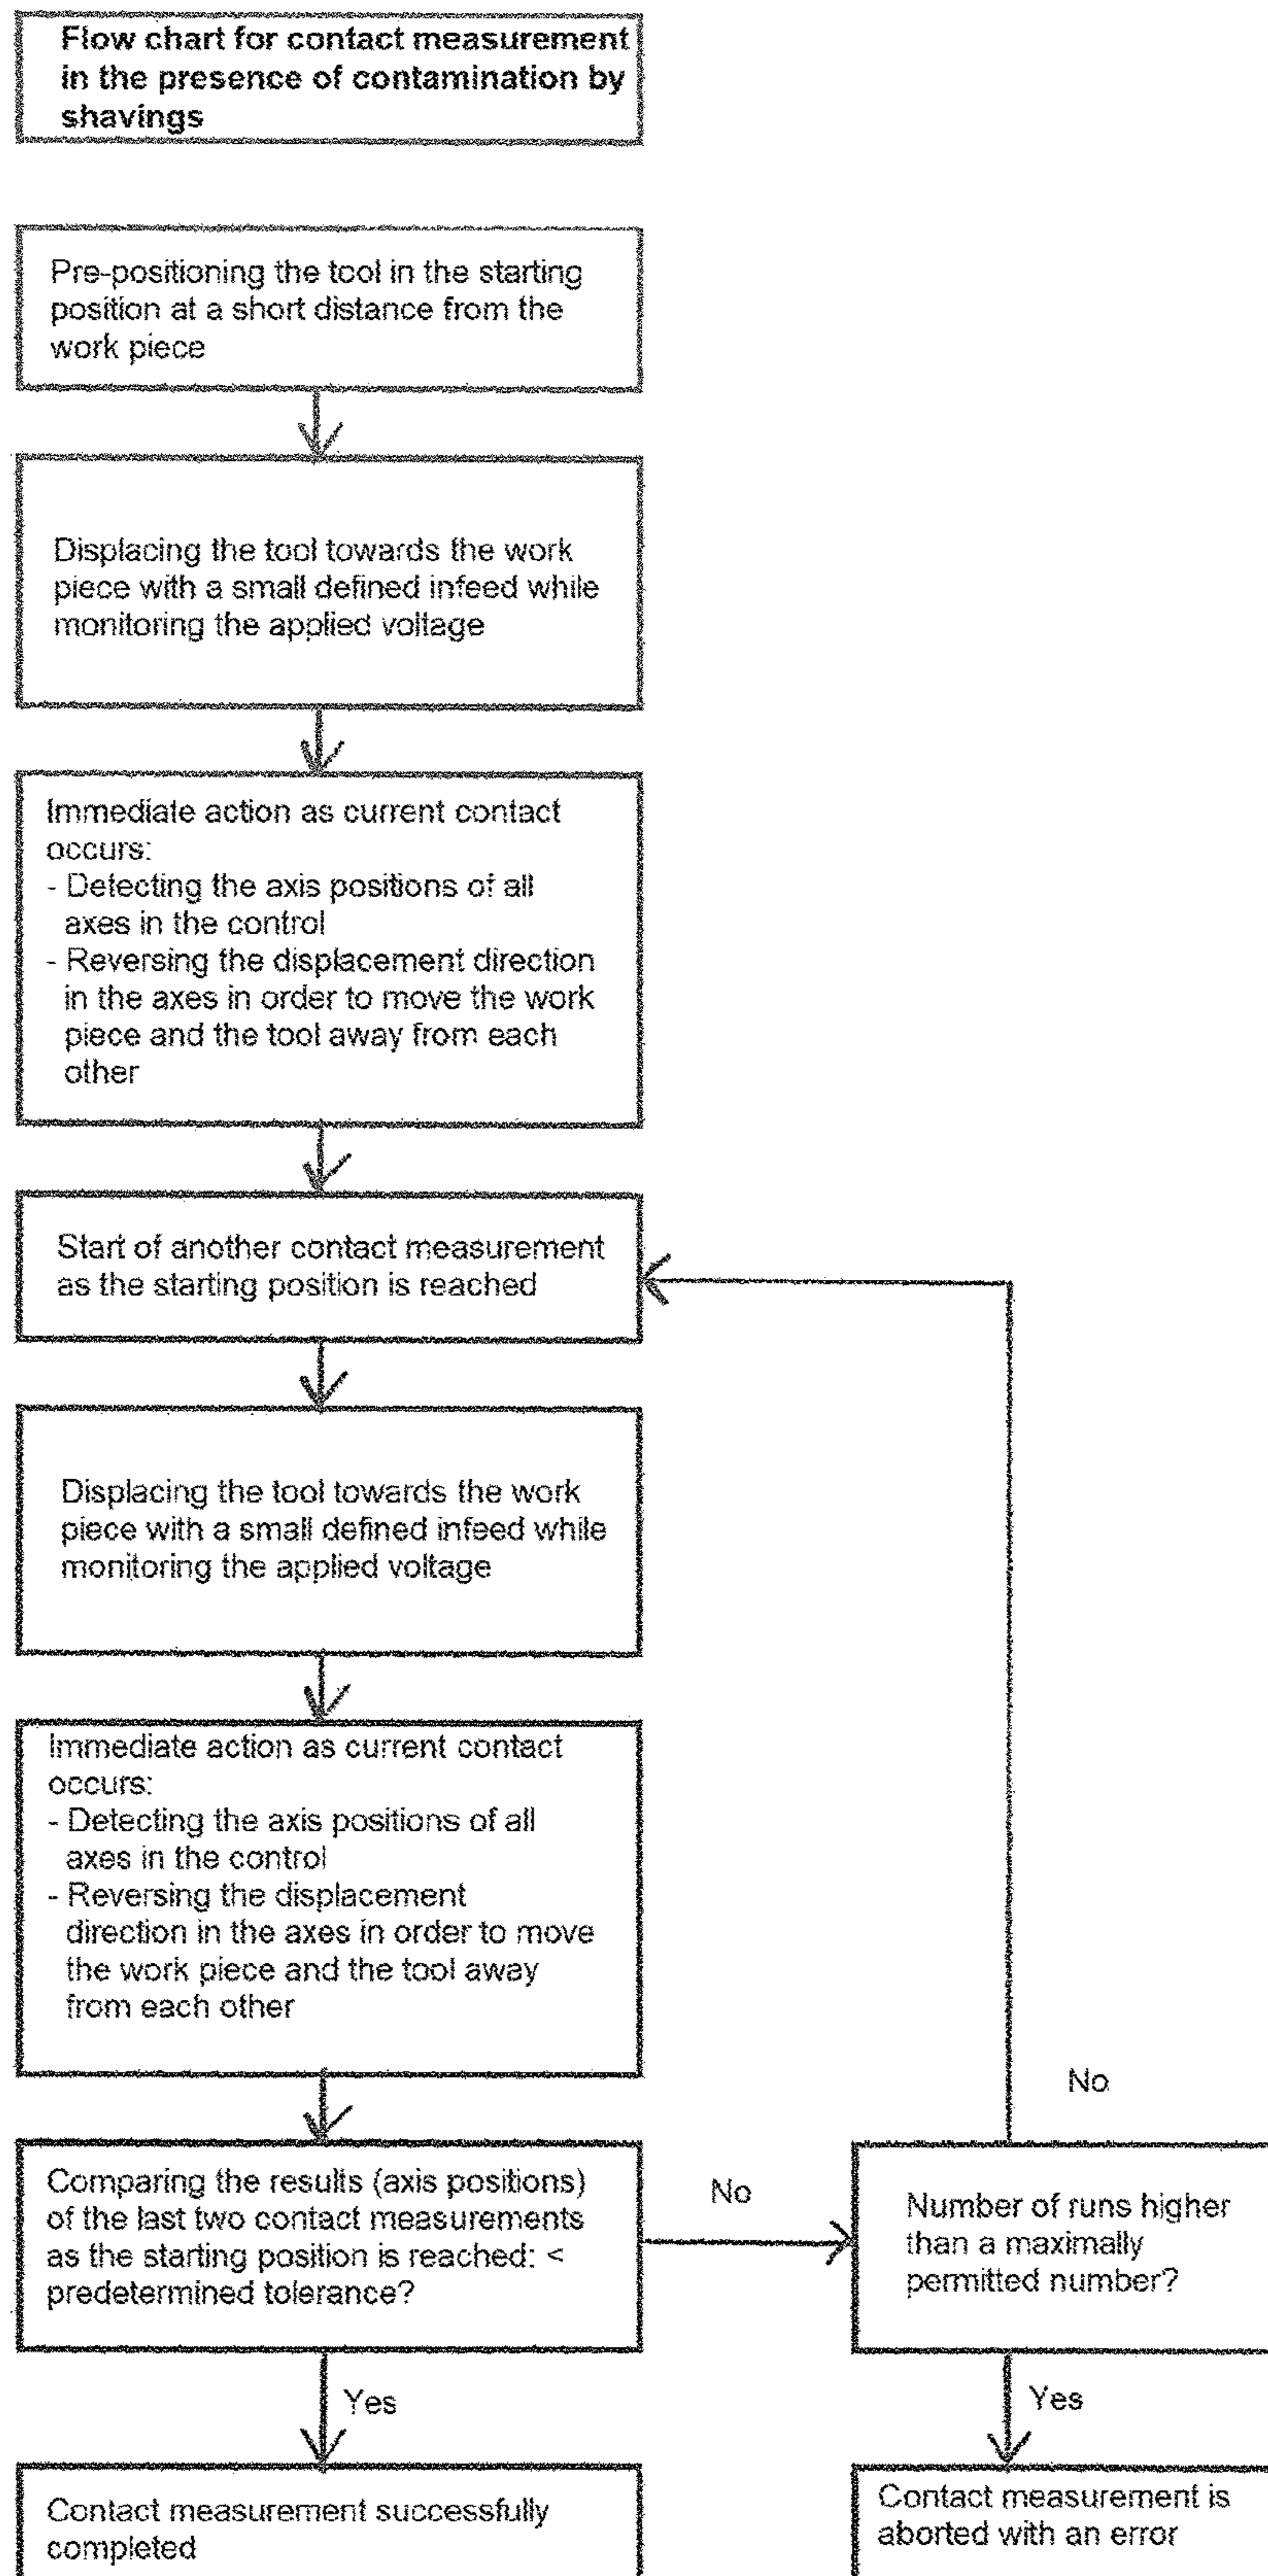 Flow chart for contact measurement
in the presence of contamination by
shavings
Pre-positioning the tool in the starting
position at a short distance from the
work piece
Displacing the tool towards the work
piece with a small defined infeed while
monitoring the applied voltage
Immediate action as current contact
occurs:
- Detecting the axis positions of all
axes in the control
- Reversing the displacement direction
in the axes in order to move the work
piece and the tool away from each
other
Start of another contact measurement
as the starting position is reached
Displacing the tool towards the work
piece with a small defined infeed while
monitoring the applied voltage
Immediate action as current contact
occurs:
- Detecting the axis positions of all
axes in the control
- Reversing the displacement
direction in the axes in order to move
the work piece and the tool away
from each other
No
Comparing the results (axis positions)
of the last two contact measurements
as the starting position is reached: <
predetermined tolerance?
No
Number of runs higher
than a maximally
permitted number?
Yes
Yes
Contact measurement successfully
completed
Contact measurement is
aborted with an error